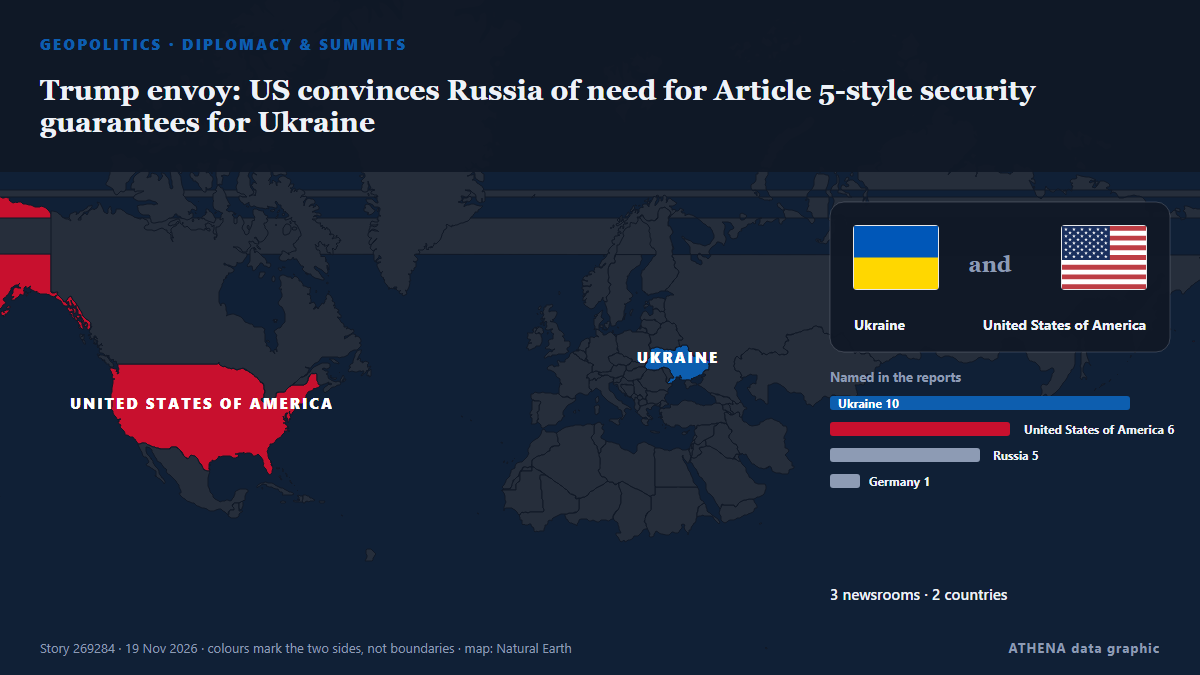 GEOPOLITICS · DIPLOMACY & SUMMITS
Trump envoy: US convinces Russia of need for Article 5-style security
guarantees for Ukraine
and
Ukraine
United States of America
UKRAINE
UNITED STATES OF AMERICA
Named in the reports
Ukraine 10
United States of America 6
Russia 5
Germany 1
3 newsrooms · 2 countries
Story 269284 · 19 Nov 2026 · colours mark the two sides, not boundaries · map: Natural Earth
ATHENA data graphic